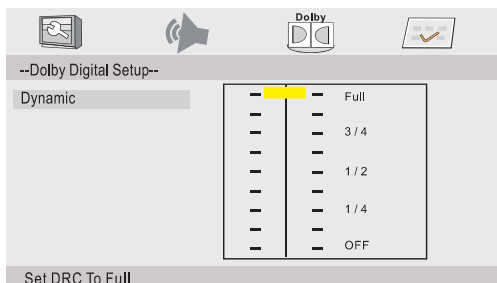 Dolby
--Dolby Digital Setup--
Dynamic
Full
3 / 4
1 / 2
1 / 4
OFF
Set DRC To Full